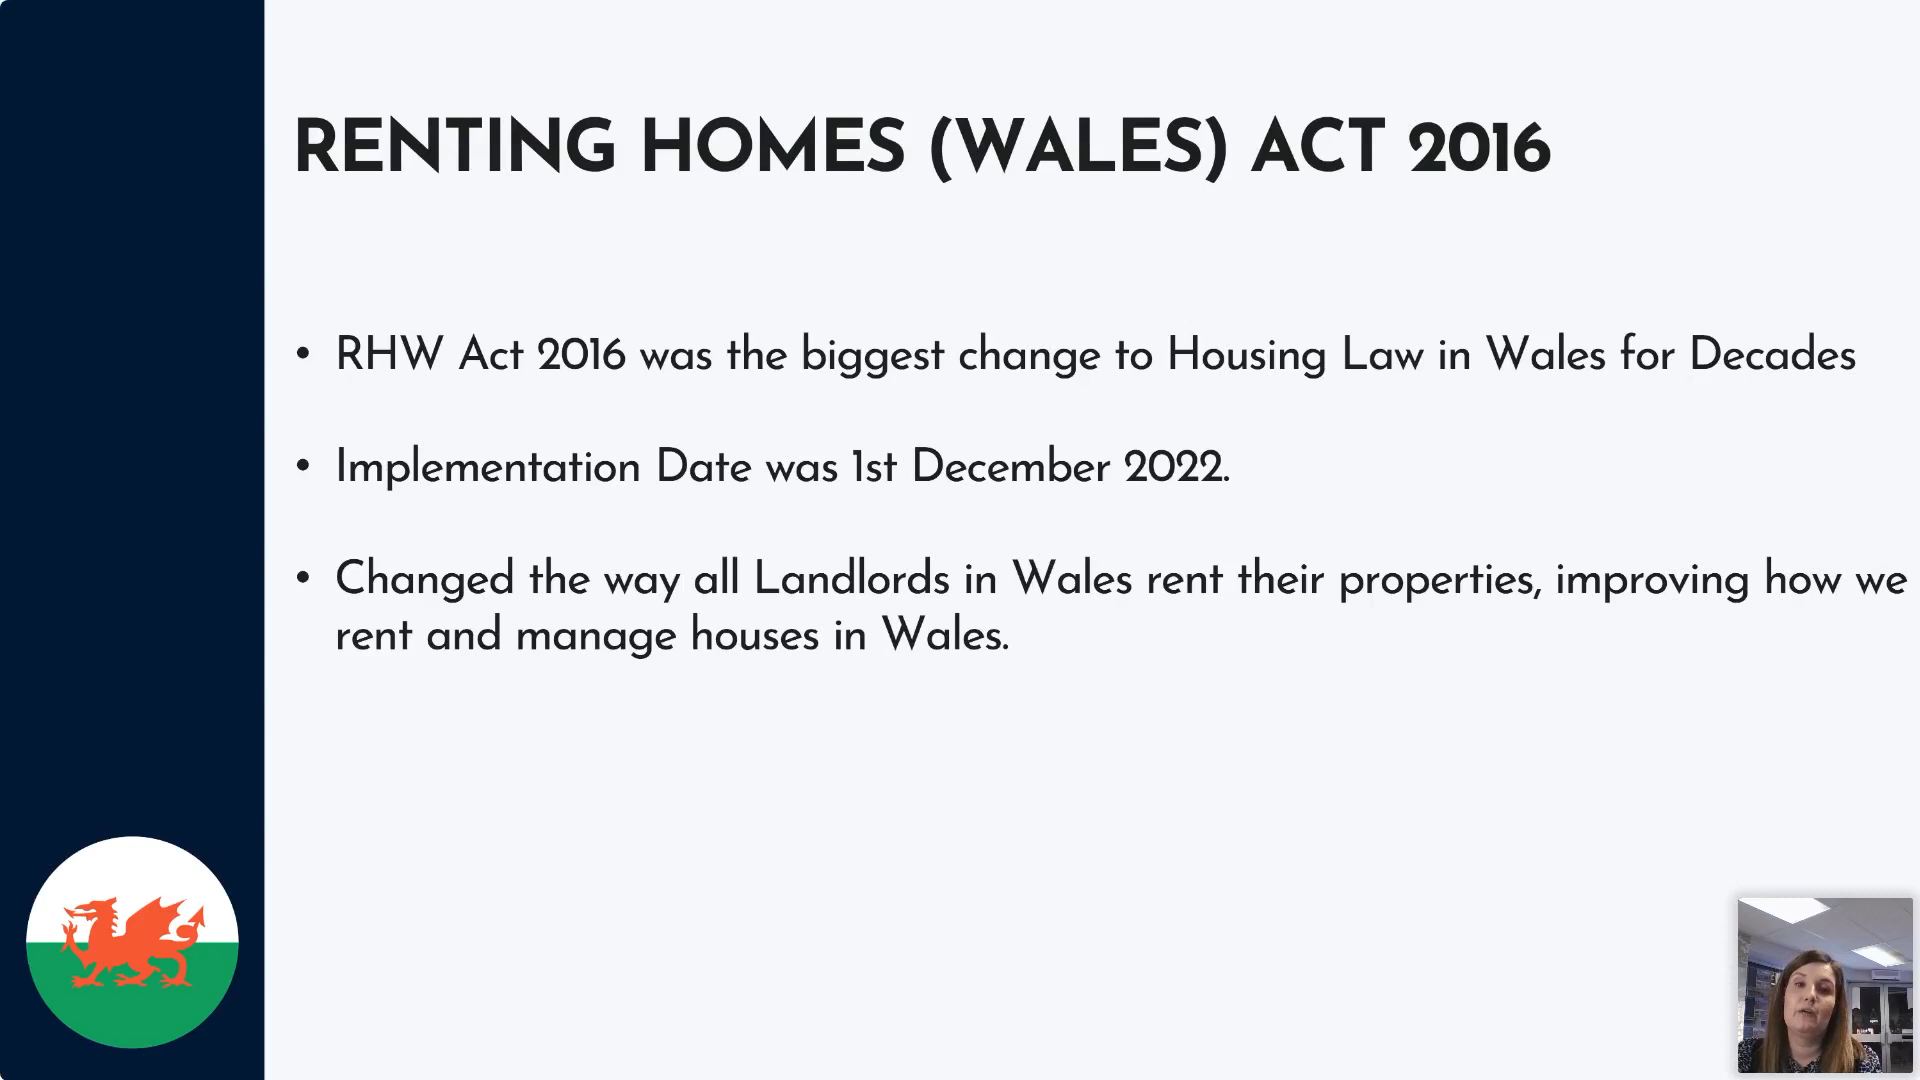 RENTING HOMES (WALES) ACT 2016
• RHW Act 2016 was the biggest change to Housing Law in Wales for Decades
• Implementation Date was 1st December 2022.
• Changed the way all Landlords in Wales rent their properties, improving how we
rent and manage houses in Wales.